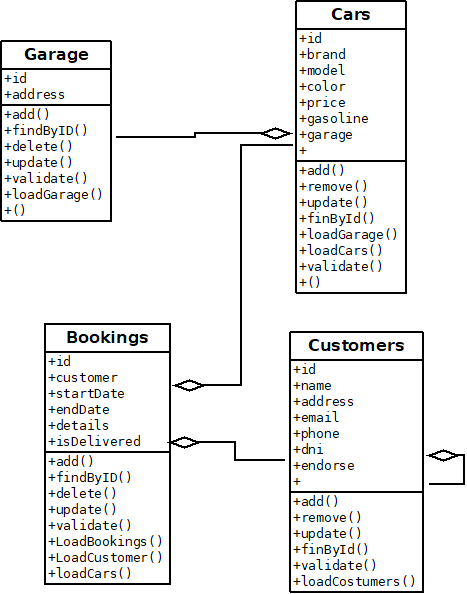 Garage
+id
+address
+add()
+findByID()
+delete()
+update()
+validate()
+loadGarage()
+()
Cars
+id
+brand
+model
+color
+price
+gasoline
+garage
+
+add()
+remove()
+update()
+finById()
+loadGarage()
+loadCars()
+validate()
+()
Bookings
+id
+customer
+startDate
+endDate
+details
+isDelivered
+add()
+findByID()
+delete()
+update()
+validate()
+LoadBookings()
+LoadCustomer()
+loadCars()
Customers
+id
+name
+address
+email
+phone
+dni
+endorse
+
+add()
+remove()
+update()
+finById()
+validate()
+loadCostumers()